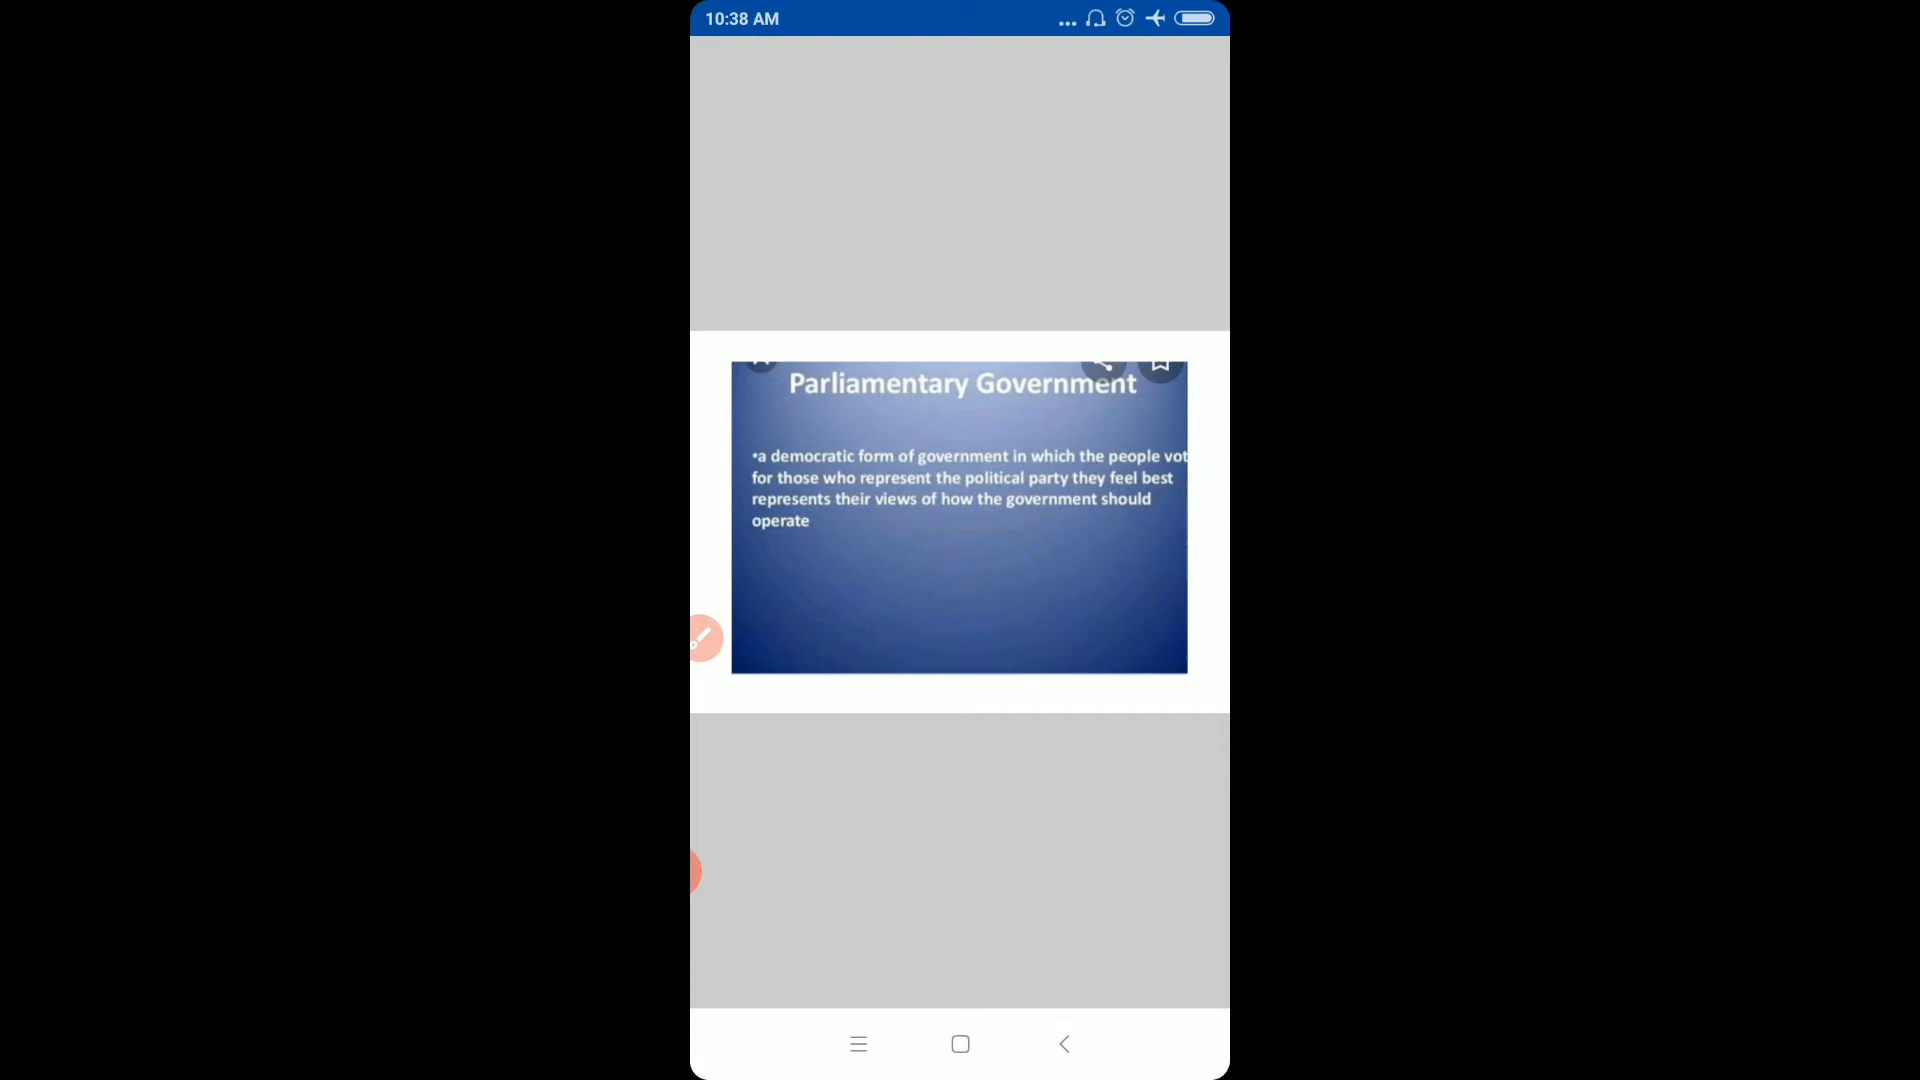 10:38 AM
Parliamentary Government
•a democratic form of government in which the people vot
for those who represent the political party they feel best
represents their views of how the government should
operate